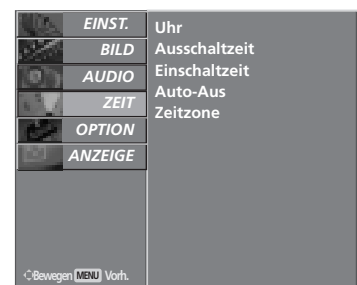 EINST.
BILD
AUDIO
ZEIT
OPTION
ANZEIGE
Uhr
Ausschaltzeit
Einschaltzeit
Auto-Aus
Zeitzone
Bewegen MENU Vorh.